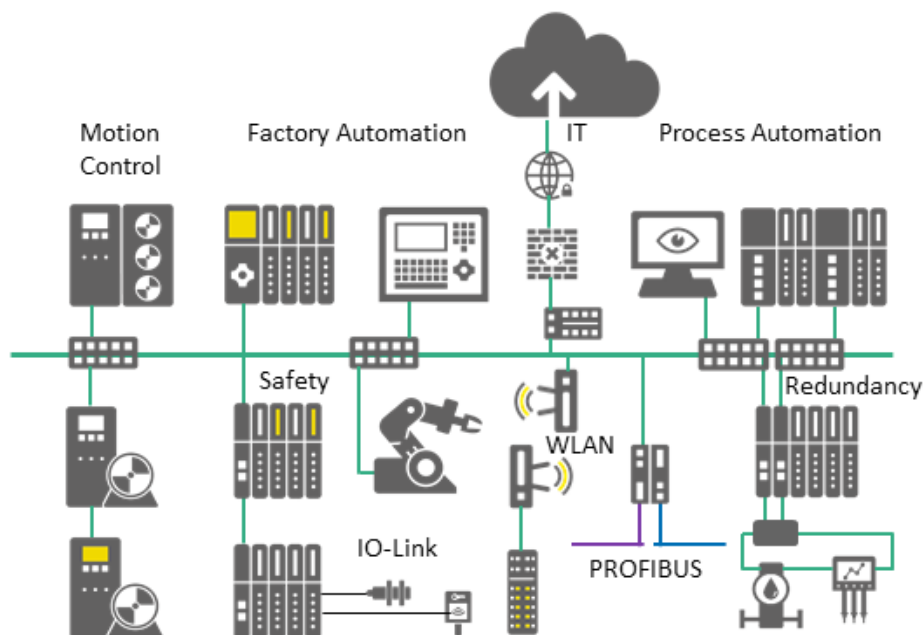 Motion
Control
Factory Automation
IT
Process Automation
Safety
Redundancy
WLAN
IO-Link
PROFIBUS